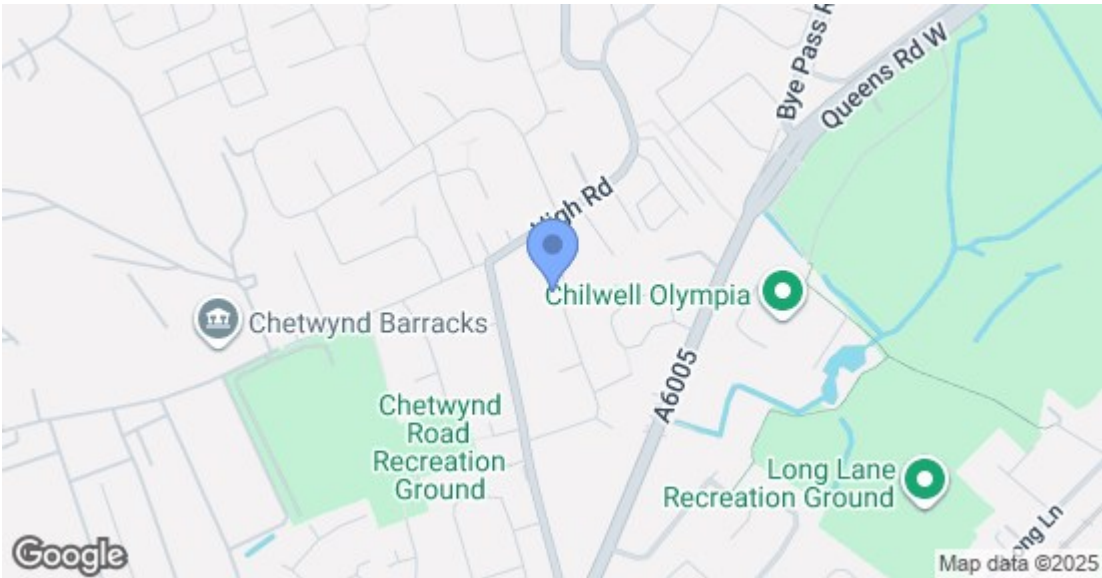 Bye Pass R
Queens Rd W
High Rd
Chilwell Olympia
Chetwynd Barracks
A6005
Chetwynd
Road
Recreation
Ground
Long Lane
Recreation Ground
ong Ln
Google
Map data ©2025